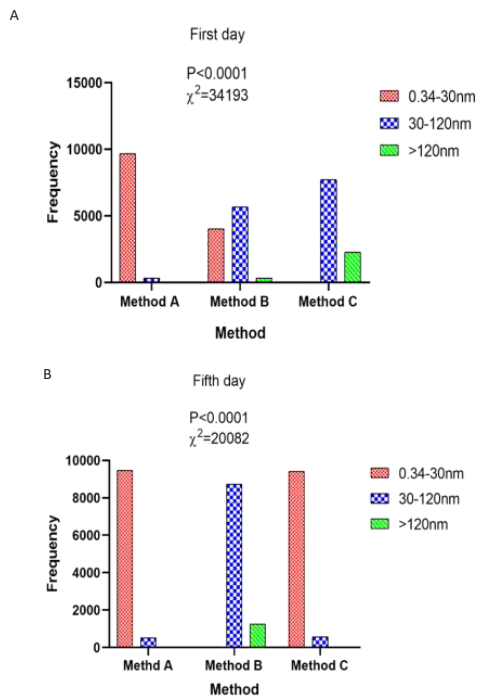 A
First day
P<0.0001
χ²=34193
15000
10000
5000
0
Frequency
Method A
Method B
Method C
Method
0.34-30nm
30-120nm
>120nm
B
Fifth day
P<0.0001
χ²=20082
10000
8000
6000
4000
2000
0
Frequency
Methd A
Method B
Method C
Method
0.34-30nm
30-120nm
>120nm